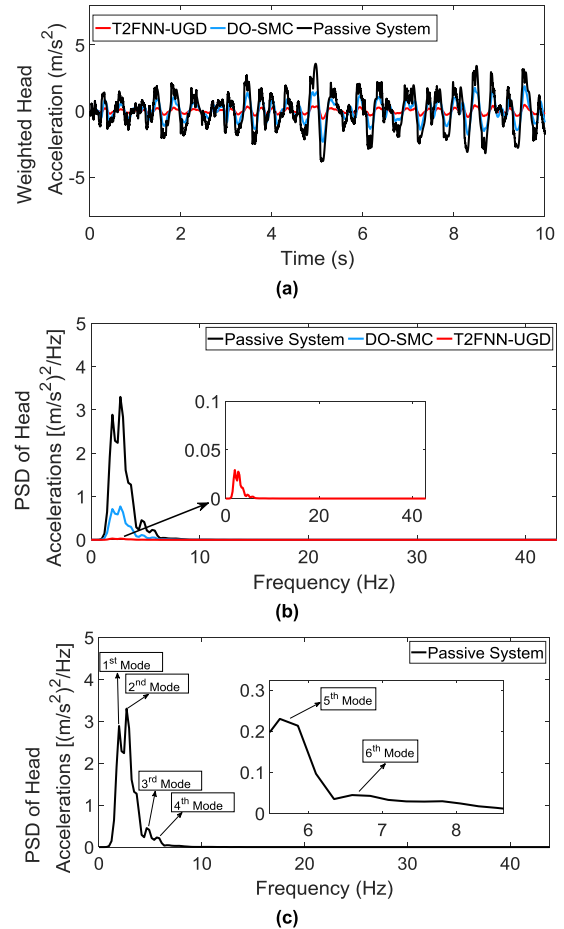 T2FNN-UGD DO-SMC Passive System
Weighted Head
Acceleration (m/s²)
5
0
-5
0 2 4 6 8 10
Time (s)
(a)
Passive System DO-SMC T2FNN-UGD
PSD of Head
Accelerations [(m/s²)²/Hz]
5
4
3
2
1
0
0.1
0.05
0
0 20 40
0 10 20 30 40
Frequency (Hz)
(b)
Passive System
PSD of Head
Accelerations [(m/s²)²/Hz]
5
4
3
2
1
0
1st Mode
2nd Mode
3rd Mode
4th Mode
0.3
0.2
0.1
0
5th Mode
6th Mode
6 7 8
0 10 20 30 40
Frequency (Hz)
(c)